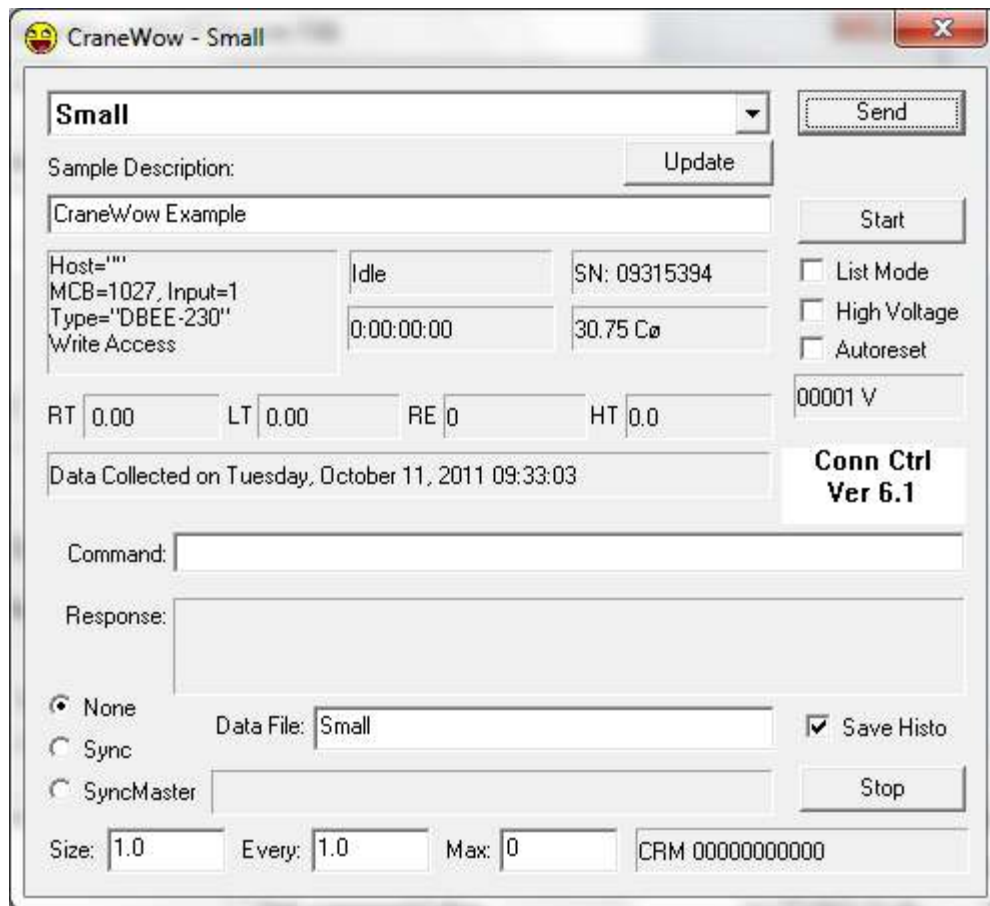 CraneWow - Small
Small
Send
Sample Description:
Update
CraneWow Example
Start
Host=""
MCB=1027, Input=1
Type="DBEE-230"
Write Access
Idle
SN: 09315394
0:00:00:00
30.75 Cø
List Mode
High Voltage
Autoreset
00001 V
RT 0.00 LT 0.00 RE 0 HT 0.0
Data Collected on Tuesday, October 11, 2011 09:33:03
Conn Ctrl
Ver 6.1
Command:
Response:
None
Sync
SyncMaster
Data File: Small
Save Histo
Stop
Size: 1.0 Every: 1.0 Max: 0 CRM 00000000000